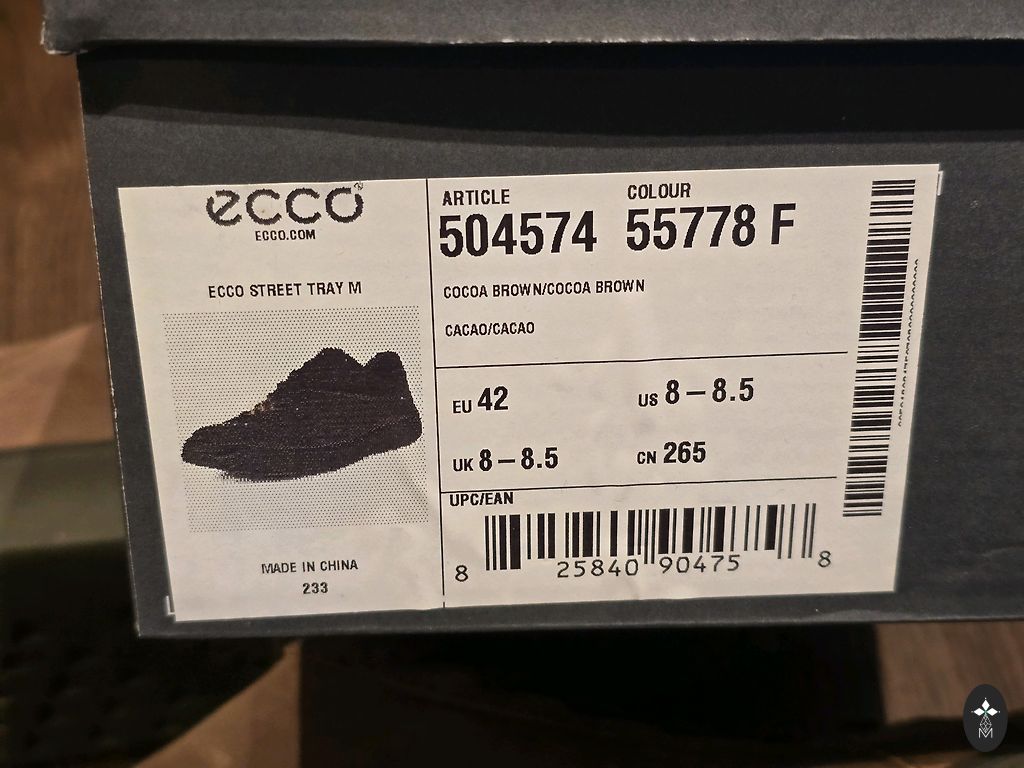 ecco
ECCO.COM
ECCO STREET TRAY M
MADE IN CHINA
233
ARTICLE
504574
COLOUR
55778 F
COCOA BROWN/COCOA BROWN
CACAO/CACAO
EU 42
US 8–8.5
UK 8–8.5
CN 265
UPC/EAN
8 25840 90475 8
M